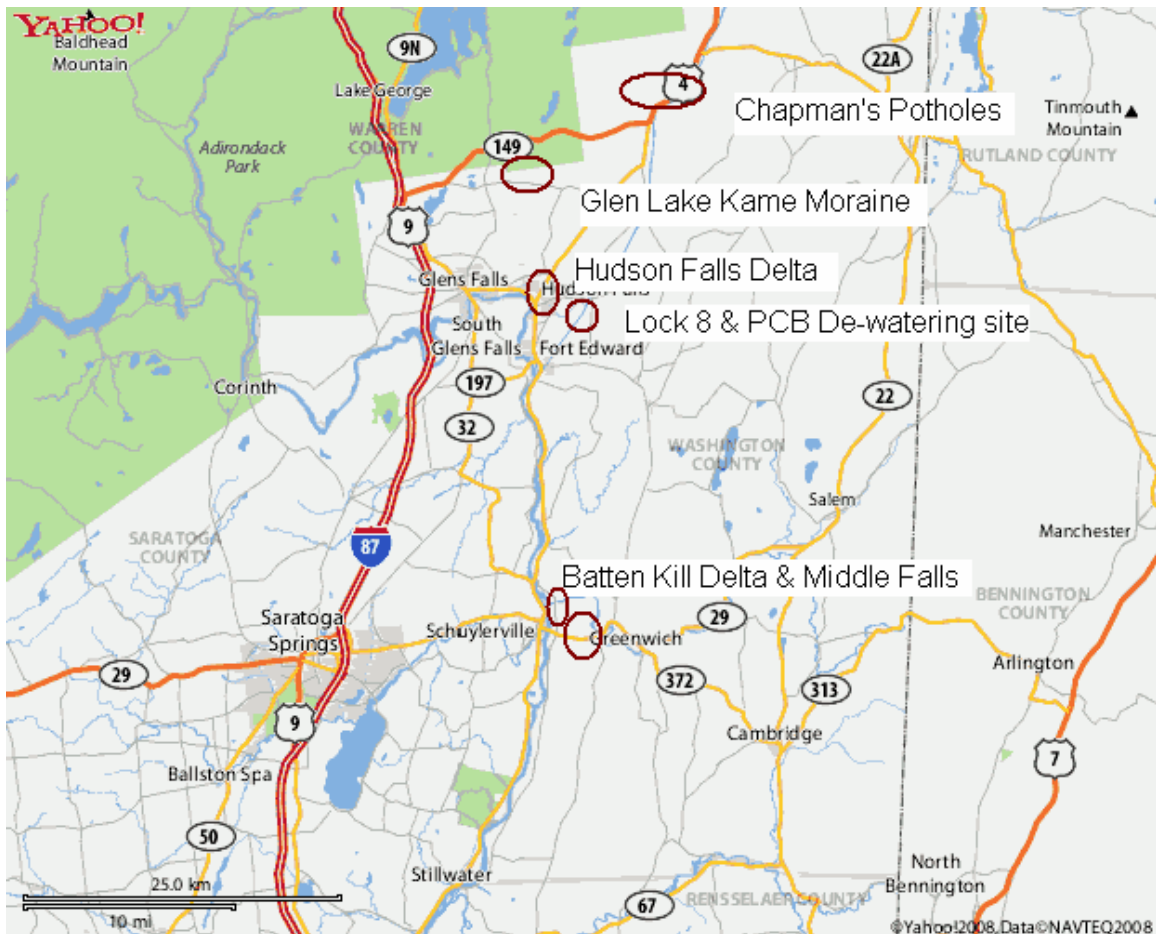 YAHOO!
Baldhead
Mountain
9N
22A
Lake George
4
WARREN
COUNTY
Chapman's Potholes
Tinmouth
Mountain
149
Adirondack
Park
RUTLAND COUNTY
Glen Lake Kame Moraine
9
Hudson Falls Delta
Glens Falls
Hudson Falls
South
Glens Falls
Lock 8 & PCB De-watering site
Fort Edward
Corinth
197
22
32
WASHINGTON
COUNTY
Salem
SARATOGA
COUNTY
87
Manchester
Batten Kill Delta & Middle Falls
BENNINGTON
COUNTY
Saratoga
Springs
Schuylerville
Greenwich
29
29
372
313
Arlington
9
Cambridge
7
Ballston Spa
50
Stillwater
North
Bennington
25.0 km
10 mi
67
RENSSELAER COUNTY
©Yahoo!2008, Data©NAVTEQ2008